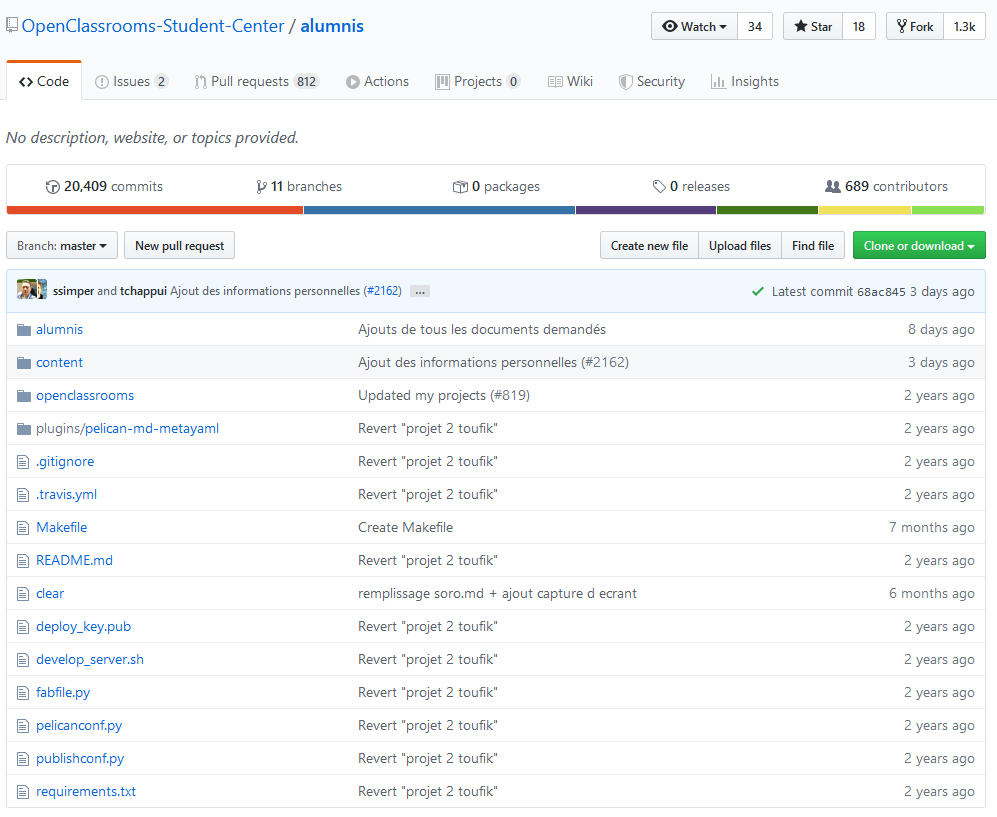 OpenClassrooms-Student-Center / alumnis Watch 34 Star 18 Fork 1.3k
Code Issues 2 Pull requests 812 Actions Projects 0 Wiki Security Insights
No description, website, or topics provided.
20,409 commits 11 branches 0 packages 0 releases 689 contributors
Branch: master New pull request Create new file Upload files Find file Clone or download
ssimper and tchappui Ajout des informations personnelles (#2162) ... Latest commit 68ac845 3 days ago
alumnis Ajouts de tous les documents demandés 8 days ago
content Ajout des informations personnelles (#2162) 3 days ago
openclassrooms Updated my projects (#819) 2 years ago
plugins/pelican-md-metayaml Revert "projet 2 toufik" 2 years ago
.gitignore Revert "projet 2 toufik" 2 years ago
.travis.yml Revert "projet 2 toufik" 2 years ago
Makefile Create Makefile 7 months ago
README.md Revert "projet 2 toufik" 2 years ago
clear remplissage soro.md + ajout capture d ecrant 6 months ago
deploy_key.pub Revert "projet 2 toufik" 2 years ago
develop_server.sh Revert "projet 2 toufik" 2 years ago
fabfile.py Revert "projet 2 toufik" 2 years ago
pelicanconf.py Revert "projet 2 toufik" 2 years ago
publishconf.py Revert "projet 2 toufik" 2 years ago
requirements.txt Revert "projet 2 toufik" 2 years ago